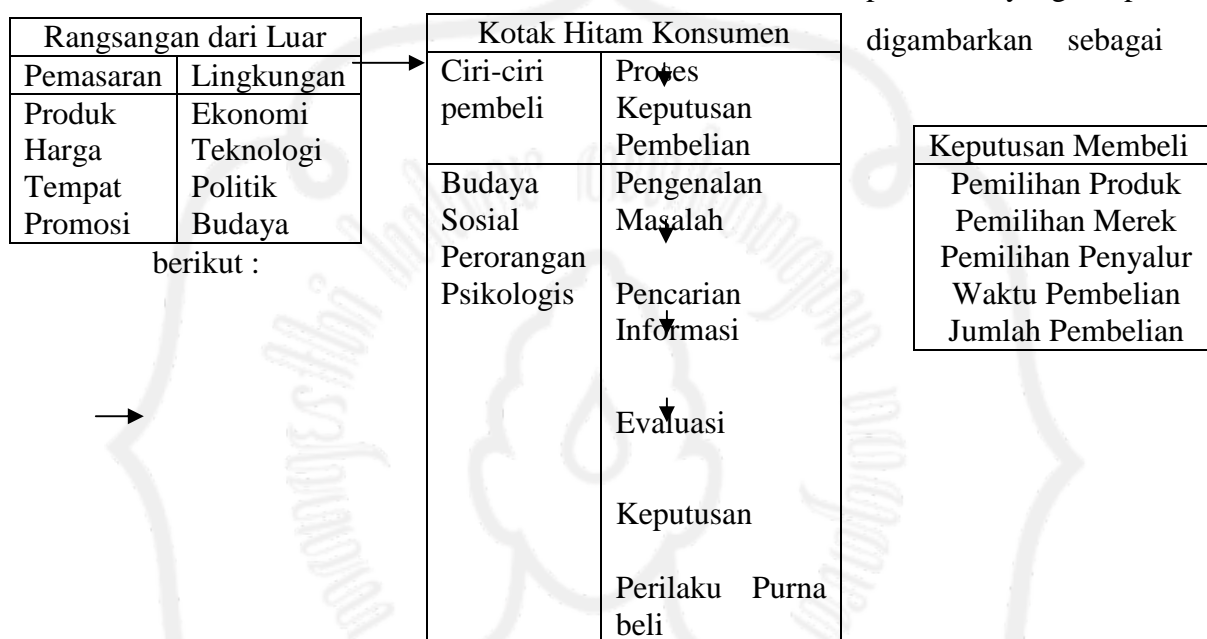 digambarkan sebagai
berikut :
Rangsangan dari Luar
Pemasaran Lingkungan
Produk Ekonomi
Harga Teknologi
Tempat Politik
Promosi Budaya
Kotak Hitam Konsumen
Ciri-ciri
pembeli
Proses
Keputusan
Pembelian
Budaya
Sosial
Perorangan
Psikologis
Pengenalan
Masalah
Pencarian
Informasi
Evaluasi
Keputusan
Perilaku Purna
beli
Keputusan Membeli
Pemilihan Produk
Pemilihan Merek
Pemilihan Penyalur
Waktu Pembelian
Jumlah Pembelian